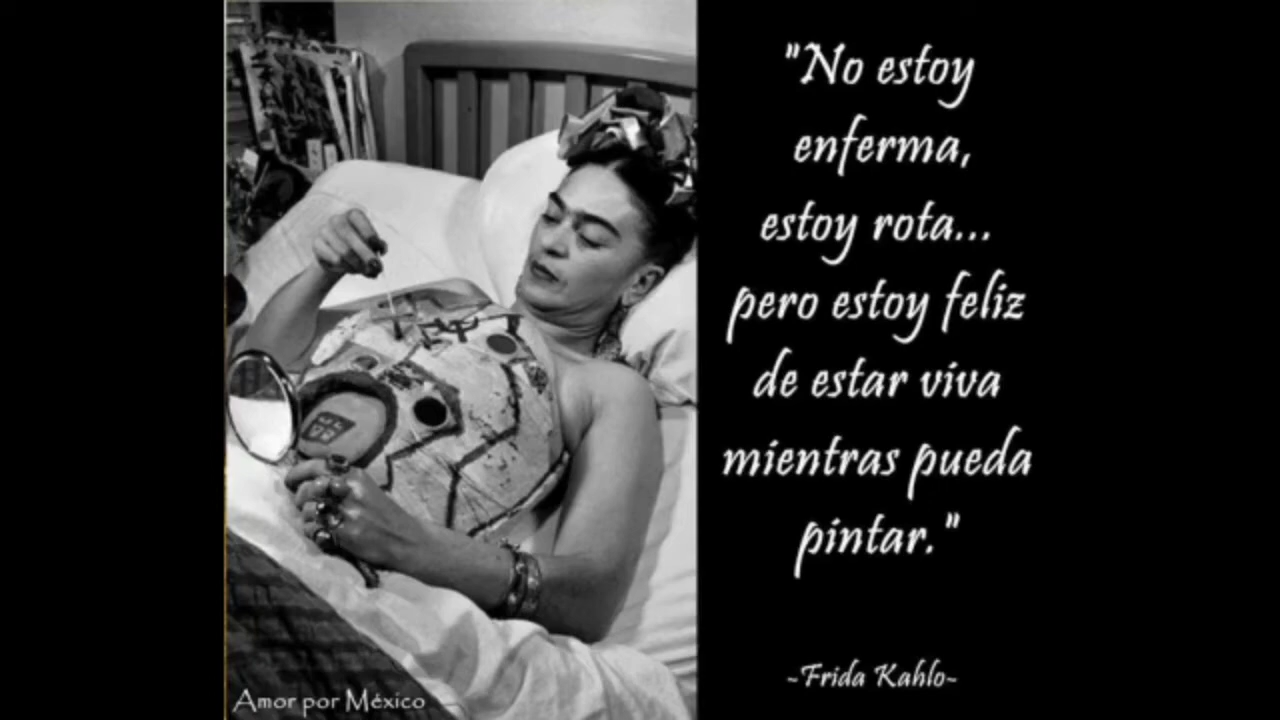 "No estoy
enferma,
estoy rota...
pero estoy feliz
de estar viva
mientras pueda
pintar."
~Frida Kahlo~
Amor por México